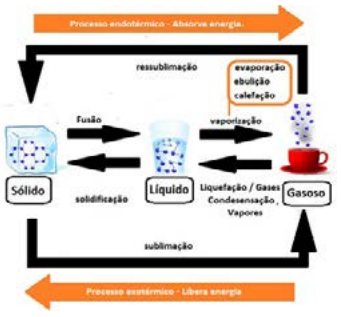 Processo endotérmico - Absorve energia
ressublimação
evaporação
ebulição
calefação
Fusão
vaporização
Sólido
Líquido
Gasoso
solidificação
Liquefação / Gases
Condesensação ,
Vapores
sublimação
Processo exotérmico - Libera energia